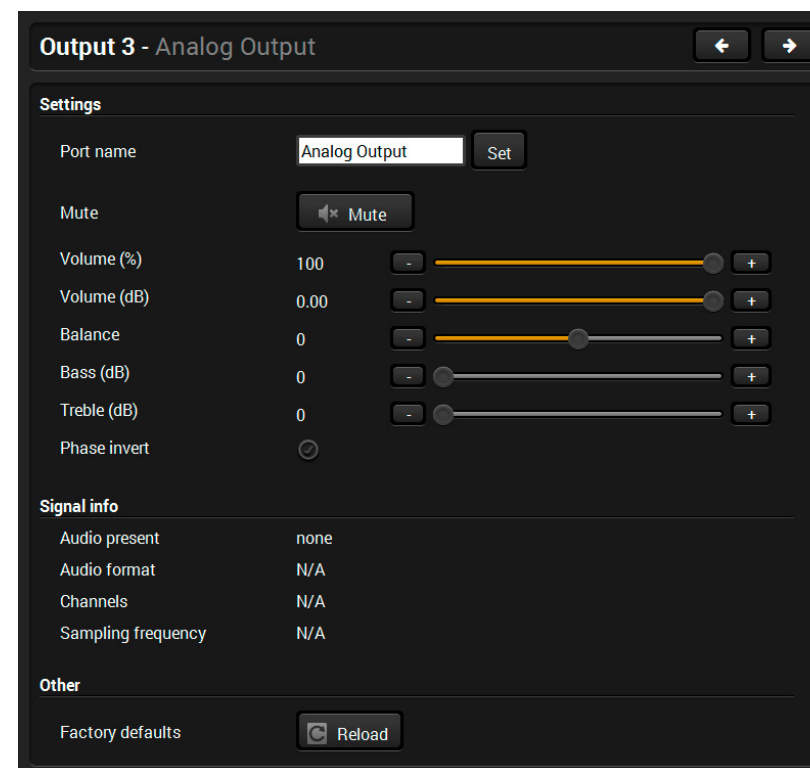 Output 3 - Analog Output
Settings
Port name Analog Output Set
Mute Mute
Volume (%) 100 - +
Volume (dB) 0.00 - +
Balance 0 - +
Bass (dB) 0 - +
Treble (dB) 0 - +
Phase invert
Signal info
Audio present none
Audio format N/A
Channels N/A
Sampling frequency N/A
Other
Factory defaults Reload